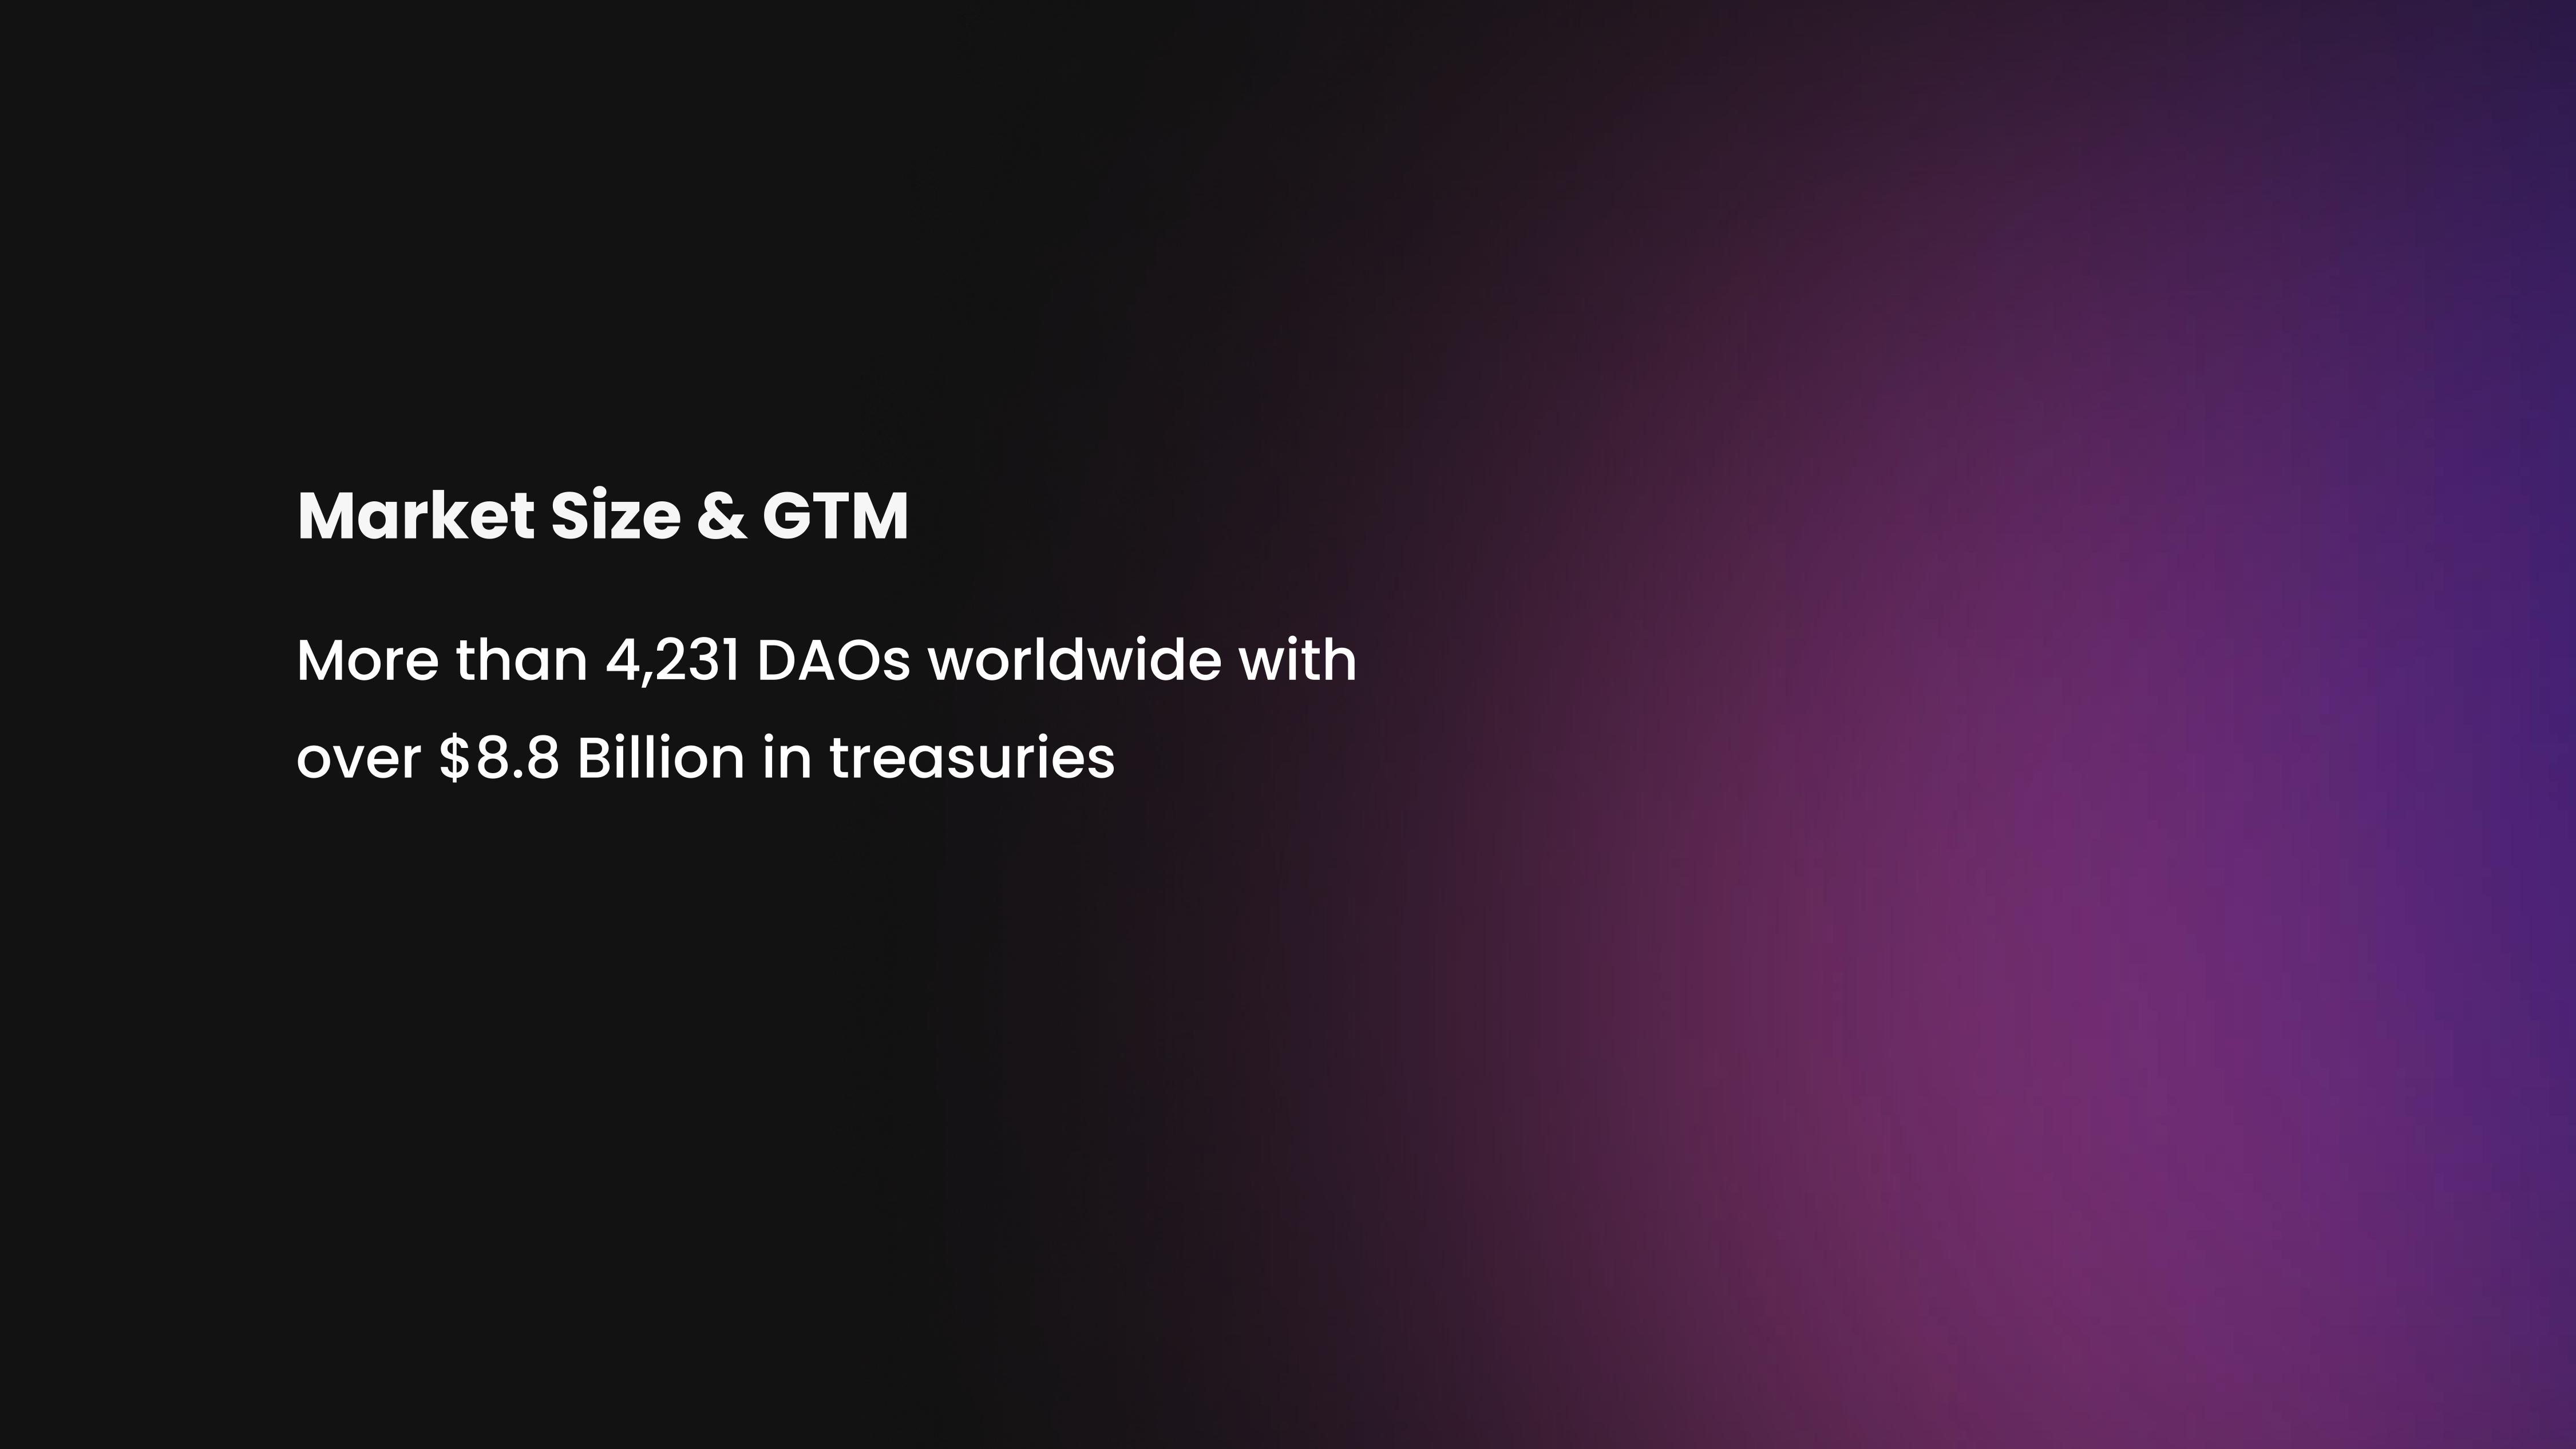 Market Size & GTM
More than 4,231 DAOs worldwide with
over $8.8 Billion in treasuries